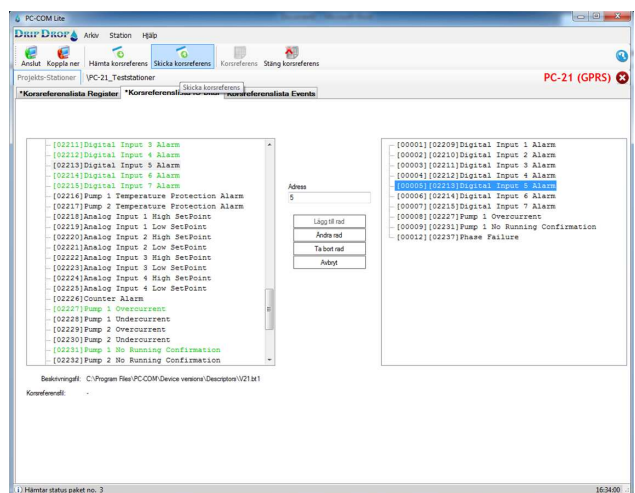 PC-COM Lite
DRIP DROP Arkiv Station Hjälp
Anslut Koppla ner Hämta korsreferens Skicka korsreferens Korsreferens Stäng korsreferens
Projekts-Stationer \PC-21_Teststationer PC-21 (GPRS)
Skicka korsreferens
*Korsreferenslista Register *Korsreferenslista Korsreferenslista Events
[02211]Digital Input 3 Alarm
[02212]Digital Input 4 Alarm
[02213]Digital Input 5 Alarm
[02214]Digital Input 6 Alarm
[02215]Digital Input 7 Alarm
[02216]Pump 1 Temperature Protection Alarm
[02217]Pump 2 Temperature Protection Alarm
[02218]Analog Input 1 High SetPoint
[02219]Analog Input 1 Low SetPoint
[02220]Analog Input 2 High SetPoint
[02221]Analog Input 2 Low SetPoint
[02222]Analog Input 3 High SetPoint
[02223]Analog Input 3 Low SetPoint
[02224]Analog Input 4 High SetPoint
[02225]Analog Input 4 Low SetPoint
[02226]Counter Alarm
[02227]Pump 1 Overcurrent
[02228]Pump 1 Undercurrent
[02229]Pump 2 Overcurrent
[02230]Pump 2 Undercurrent
[02231]Pump 1 No Running Confirmation
[02232]Pump 2 No Running Confirmation
Adress
5
Lägg till rad
Ändra rad
Ta bort rad
Avbryt
[00001][02209]Digital Input 1 Alarm
[00002][02210]Digital Input 2 Alarm
[00003][02211]Digital Input 3 Alarm
[00004][02212]Digital Input 4 Alarm
[00005][02213]Digital Input 5 Alarm
[00006][02214]Digital Input 6 Alarm
[00007][02215]Digital Input 7 Alarm
[00008][02227]Pump 1 Overcurrent
[00009][02231]Pump 1 No Running Confirmation
[00012][02237]Phase Failure
Beskrivningsfil: C:\Program Files\PC-COM\Device versions\Descriptors\V21.bt1
Korsreferensfil: -
Hämtar status paket no. 3 16:34:00